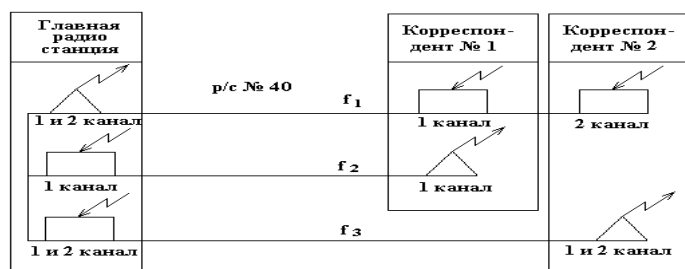 Главная
радио
станция
Корреспон-
дент № 1
Корреспон-
дент № 2
р/с № 40
f1
1 и 2 канал
1 канал
2 канал
f2
1 канал
1 канал
f3
1 и 2 канал
1 и 2 канал